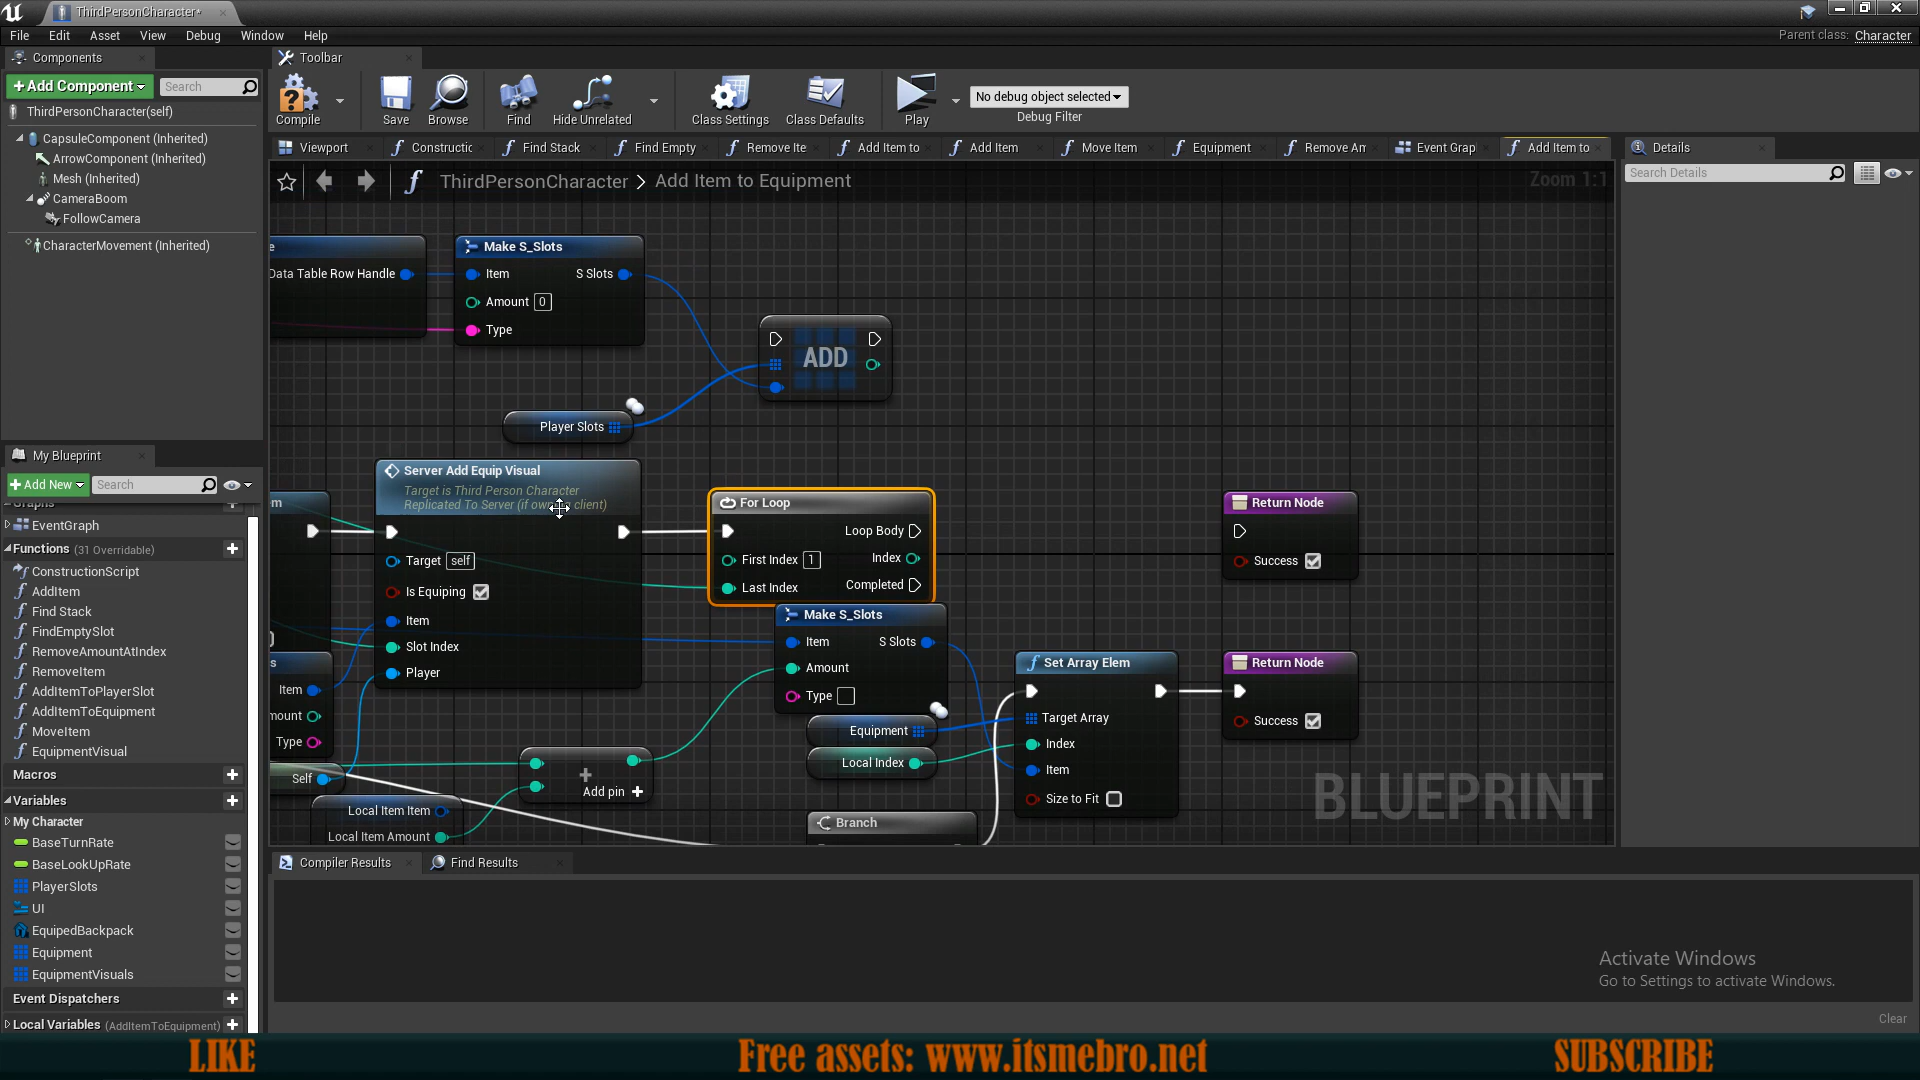 ThirdPersonCharacter*
File Edit Asset View Debug Window Help
Parent class: Character
Components
Toolbar
+Add Component
Search
ThirdPersonCharacter(self)
CapsuleComponent (Inherited)
ArrowComponent (Inherited)
Mesh (Inherited)
CameraBoom
FollowCamera
CharacterMovement (Inherited)
Compile
Save
Browse
Find
Hide Unrelated
Class Settings
Class Defaults
Play
No debug object selected
Debug Filter
Viewport
Constructic
Find Stack
Find Empty
Remove Ite
Add Item to
Add Item
Move Item
Equipment
Remove Am
Event Grap
Add Item to
Details
Search Details
ThirdPersonCharacter > Add Item to Equipment
Zoom 1:1
Data Table Row Handle
Make S_Slots
Item
S Slots
Amount 0
Type
ADD
Player Slots
Server Add Equip Visual
Target is Third Person Character
Target self
Is Equiping
Item
Slot Index
Player
For Loop
Loop Body
First Index 1
Index
Last Index
Completed
Return Node
Success
Make S_Slots
Item
S Slots
Amount
Type
Equipment
Local Index
Set Array Elem
Target Array
Index
Item
Size to Fit
Return Node
Success
Item
mount
Type
Self
Add pin +
Local Item Item
Local Item Amount
Branch
BLUEPRINT
My Blueprint
+Add New
Search
Graphs
EventGraph
Functions (31 Overridable)
ConstructionScript
AddItem
Find Stack
FindEmptySlot
RemoveAmountAtIndex
RemoveItem
AddItemToPlayerSlot
AddItemToEquipment
MoveItem
EquipmentVisual
Macros
Variables
My Character
BaseTurnRate
BaseLookUpRate
PlayerSlots
UI
EquipedBackpack
Equipment
EquipmentVisuals
Event Dispatchers
Local Variables (AddItemToEquipment)
Compiler Results
Find Results
Activate Windows
Go to Settings to activate Windows.
Clear
LIKE
Free assets: www.itsmebro.net
SUBSCRIBE